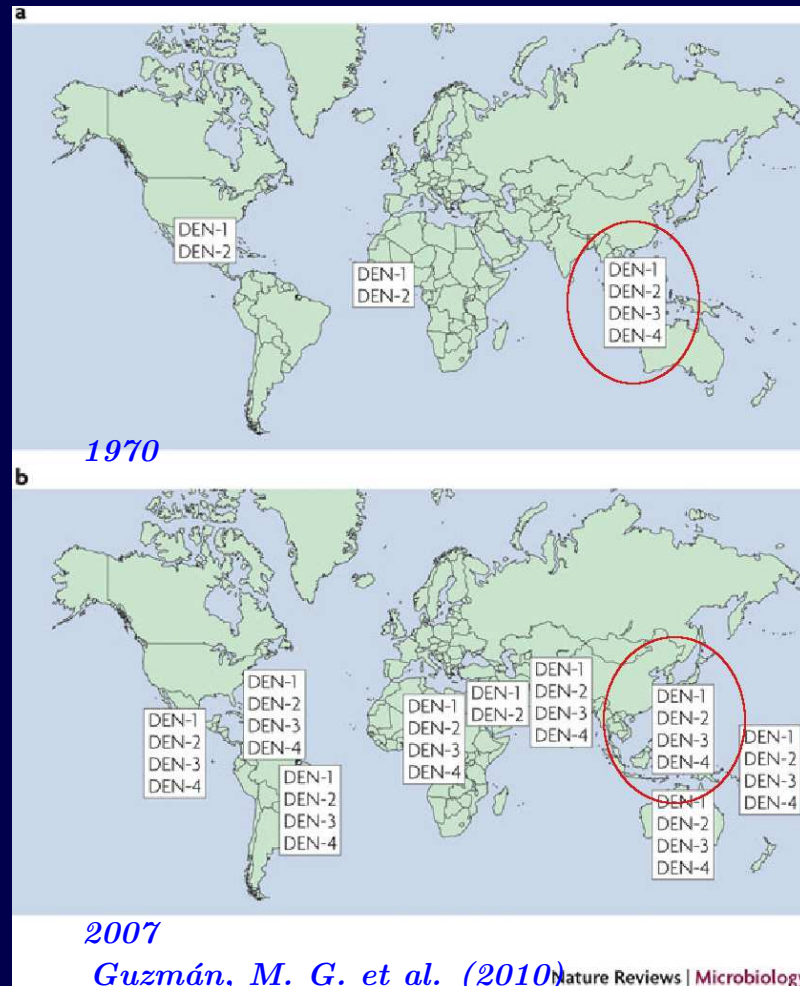 a
DEN-1
DEN-2
DEN-1
DEN-2
DEN-1
DEN-2
DEN-3
DEN-4
1970
b
DEN-1
DEN-2
DEN-3
DEN-4
DEN-1
DEN-2
DEN-3
DEN-4
DEN-1
DEN-2
DEN-3
DEN-4
DEN-1
DEN-2
DEN-3
DEN-4
DEN-1
DEN-2
DEN-1
DEN-2
DEN-3
DEN-4
DEN-1
DEN-2
DEN-3
DEN-4
DEN-1
DEN-2
DEN-3
DEN-4
DEN-1
DEN-2
DEN-3
DEN-4
2007
Guzmán, M. G. et al. (2010)
Nature Reviews | Microbiology